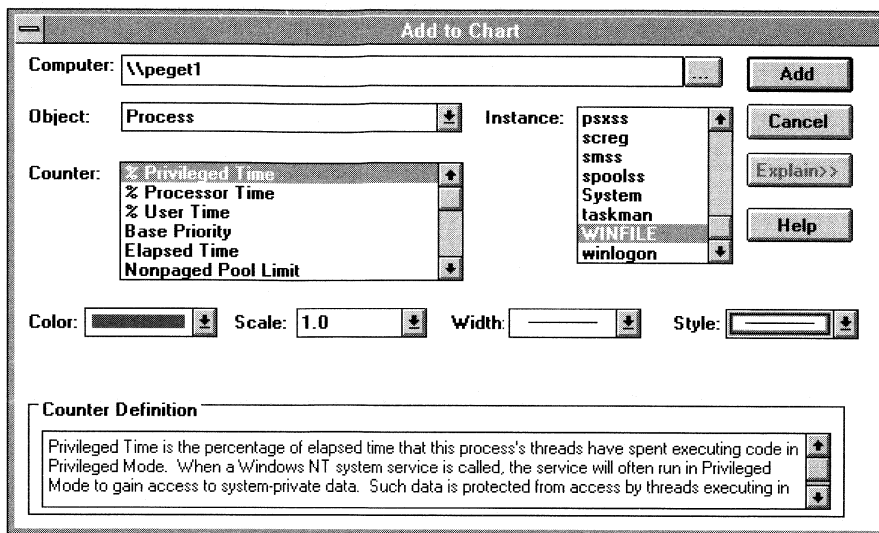 Add to Chart
Computer: \\peget1 ... Add
Object: Process Instance: psxss Cancel
screg
smss
Counter: % Privileged Time spoolss Explain>>
% Processor Time System
% User Time taskman
Base Priority WINFILE Help
Elapsed Time winlogon
Nonpaged Pool Limit
Color: Scale: 1.0 Width: Style:
Counter Definition
Privileged Time is the percentage of elapsed time that this process's threads have spent executing code in
Privileged Mode. When a Windows NT system service is called, the service will often run in Privileged
Mode to gain access to system-private data. Such data is protected from access by threads executing in